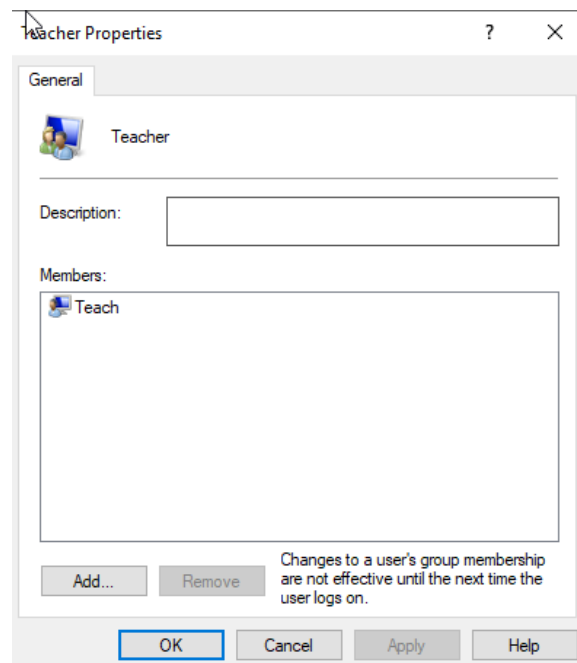 Teacher Properties
?
General
Teacher
Description:
Members:
Teach
Add...
Remove
Changes to a user's group membership
are not effective until the next time the
user logs on.
OK
Cancel
Apply
Help